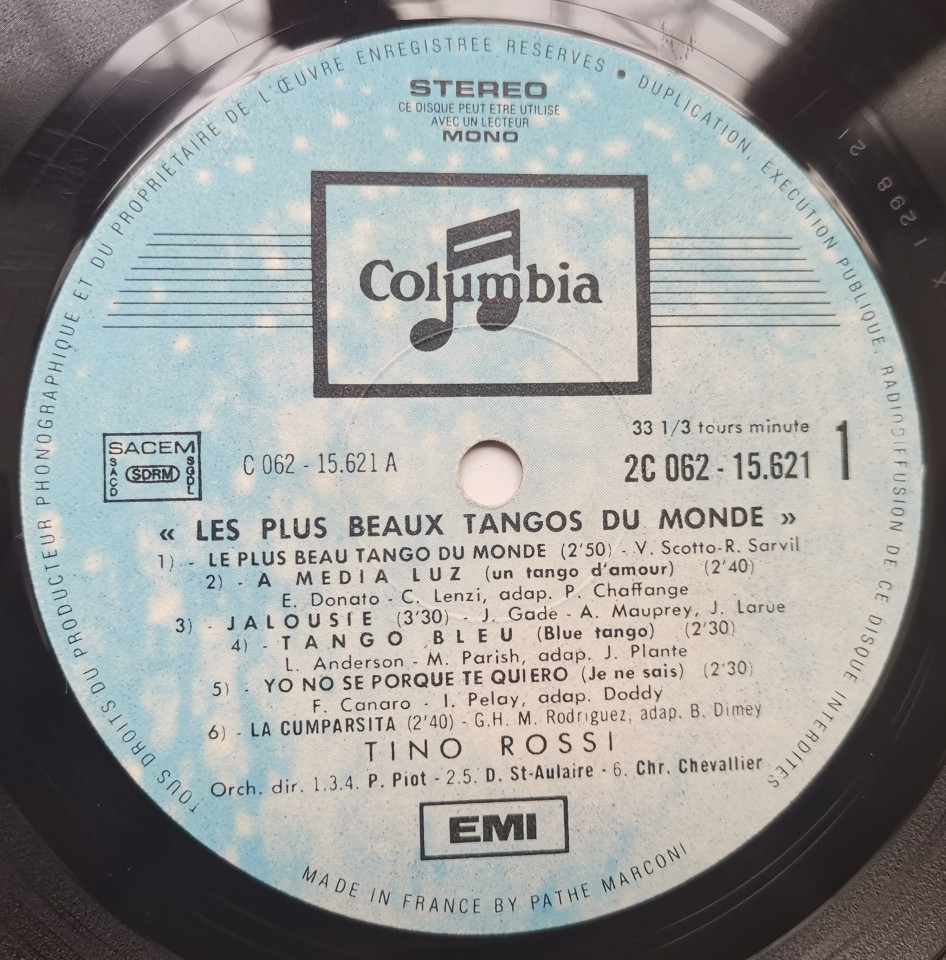 TOUS DROITS DU PRODUCTEUR PHONOGRAPHIQUE ET DU PROPRIÉTAIRE DE L'ŒUVRE ENREGISTREE RESERVES • DUPLICATION, EXECUTION PUBLIQUE, RADIODIFFUSION DE CE DISQUE INTERDITES
STEREO
CE DISQUE PEUT ETRE UTILISE
AVEC UN LECTEUR
MONO
Columbia
SACEM
SACD SDRM SGDL
C 062 - 15.621 A
33 1/3 tours minute
2C 062 - 15.621
1
« LES PLUS BEAUX TANGOS DU MONDE »
1) - LE PLUS BEAU TANGO DU MONDE (2'50) - V. Scotto-R. Sarvil
2) - A MEDIA LUZ (un tango d'amour) (2'40)
E. Donato - C. Lenzi, adap. P. Chaffange
3) - JALOUSIE (3'30) - J. Gade - A. Mauprey, J. Larue
4) - TANGO BLEU (Blue tango) (2'30)
L. Anderson - M. Parish, adap. J. Plante
5) - YO NO SE PORQUE TE QUIERO (Je ne sais) (2'30)
F. Canaro - I. Pelay, adap. Doddy
6) - LA CUMPARSITA (2'40) - G.H. M. Rodriguez, adap. B. Dimey
TINO ROSSI
Orch. dir. 1.3.4. P. Piot - 2.5. D. St-Aulaire - 6. Chr. Chevallier
EMI
MADE IN FRANCE BY PATHE MARCONI